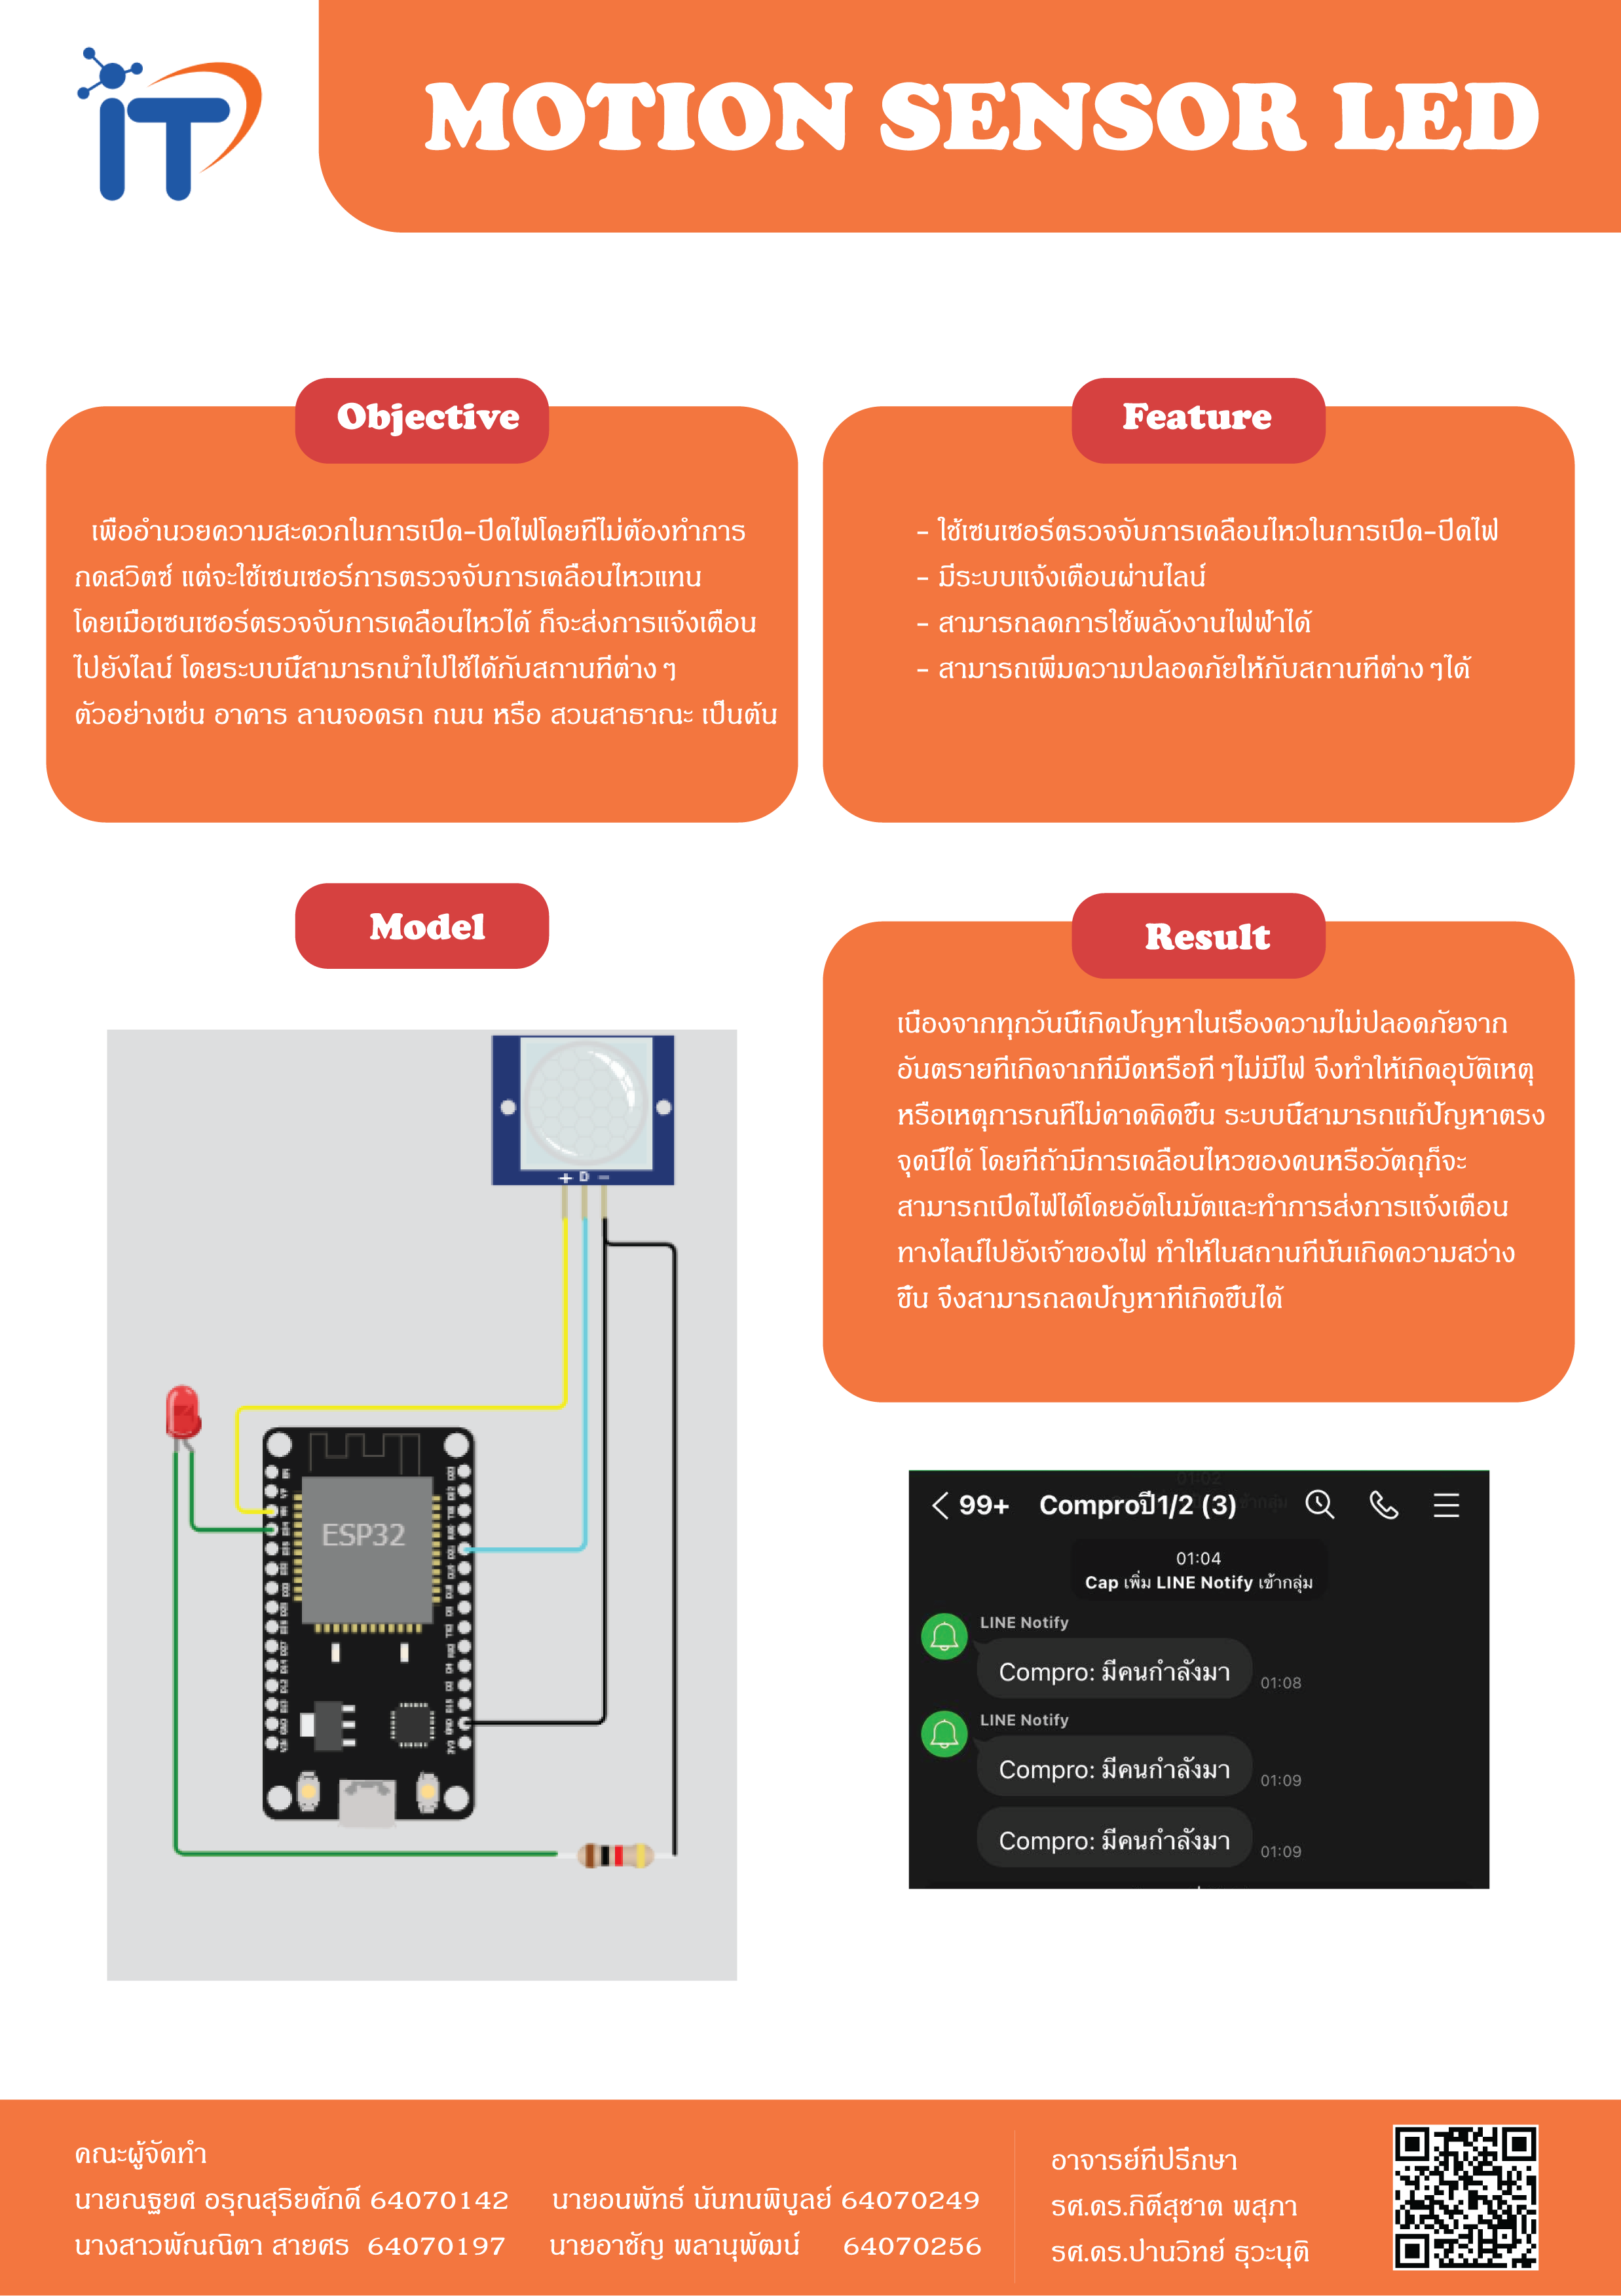 iT
MOTION SENSOR LED
Objective
เพื่ออำนวยความสะดวกในการเปิด-ปิดไฟโดยที่ไม่ต้องทำการ
กดสวิตซ์ แต่จะใช้เซนเซอร์การตรวจจับการเคลื่อนไหวแทน
โดยเมื่อเซนเซอร์ตรวจจับการเคลื่อนไหวได้ ก็จะส่งการแจ้งเตือน
ไปยังไลน์ โดยระบบนี้สามารถนำไปใช้ได้กับสถานที่ต่าง ๆ
ตัวอย่างเช่น อาคาร ลานจอดรถ ถนน หรือ สวนสาธาณะ เป็นต้น
Feature
- ใช้เซนเซอร์ตรวจจับการเคลื่อนไหวในการเปิด-ปิดไฟ
- มีระบบแจ้งเตือนผ่านไลน์
- สามารถลดการใช้พลังงานไฟฟ้าได้
- สามารถเพิ่มความปลอดภัยให้กับสถานที่ต่าง ๆได้
Model
+ D −
ESP32
Result
เนื่องจากทุกวันนี้เกิดปัญหาในเรื่องความไม่ปลอดภัยจาก
อันตรายที่เกิดจากที่มืดหรือที่ ๆไม่มีไฟ จึงทำให้เกิดอุบัติเหตุ
หรือเหตุการณที่ไม่คาดคิดขึ้น ระบบนี้สามารถแก้ปัญหาตรง
จุดนี้ได้ โดยที่ถ้ามีการเคลื่อนไหวของคนหรือวัตถุก็จะ
สามารถเปิดไฟได้โดยอัตโนมัตและทำการส่งการแจ้งเตือน
ทางไลน์ไปยังเจ้าของไฟ ทำให้ในสถานที่นั้นเกิดความสว่าง
ขึ้น จึงสามารถลดปัญหาที่เกิดขึ้นได้
01:02
99+ Comproปี1/2 (3)
01:04
Cap เพิ่ม LINE Notify เข้ากลุ่ม
LINE Notify
Compro: มีคนกำลังมา 01:08
LINE Notify
Compro: มีคนกำลังมา 01:09
Compro: มีคนกำลังมา 01:09
คณะผู้จัดทำ
นายณฐยศ อรุณสุริยศักดิ์ 64070142 นายอนพัทธ์ นันทนพิบูลย์ 64070249
นางสาวพัณณิตา สายศร 64070197 นายอาชัญ พลานุพัฒน์ 64070256
อาจารย์ที่ปรึกษา
รศ.ดร.กิติ์สุชาต พสุภา
รศ.ดร.ปานวิทย์ ธุวะนุติ